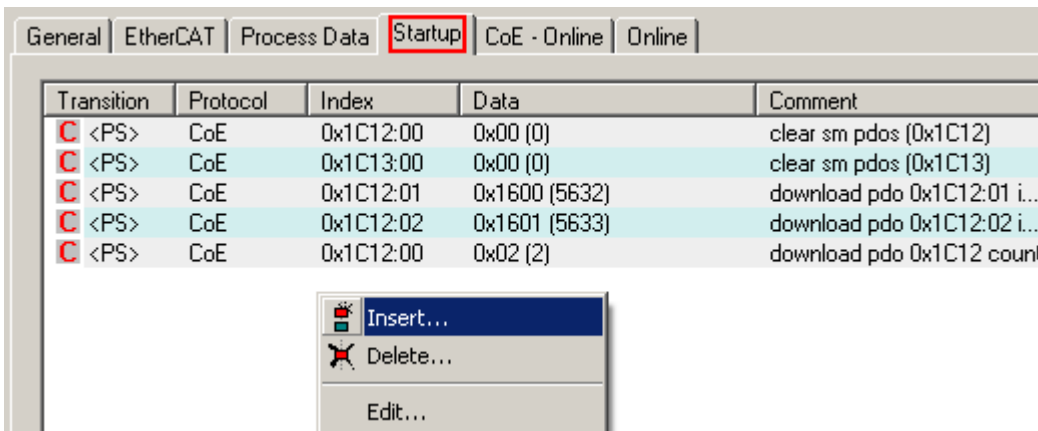 General EtherCAT Process Data Startup CoE - Online Online
Transition Protocol Index Data Comment
C <PS> CoE 0x1C12:00 0x00 (0) clear sm pdos (0x1C12)
C <PS> CoE 0x1C13:00 0x00 (0) clear sm pdos (0x1C13)
C <PS> CoE 0x1C12:01 0x1600 (5632) download pdo 0x1C12:01 i...
C <PS> CoE 0x1C12:02 0x1601 (5633) download pdo 0x1C12:02 i...
C <PS> CoE 0x1C12:00 0x02 (2) download pdo 0x1C12 coun
Insert...
Delete...
Edit...